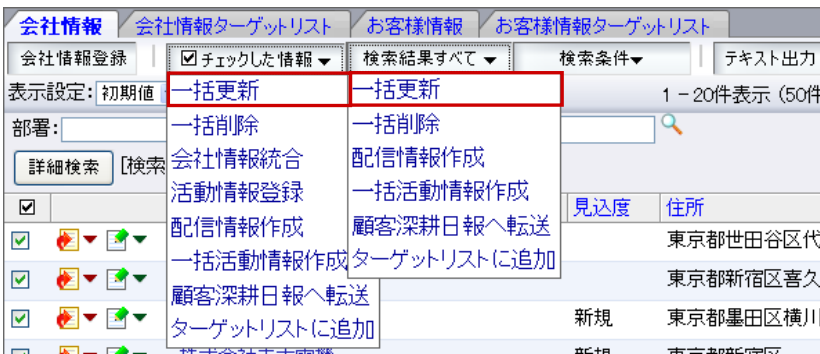 会社情報 会社情報ターゲットリスト お客様情報 お客様情報ターゲットリスト
会社情報登録 チェックした情報▼ 検索結果すべて▼ 検索条件▼ テキスト出力
表示設定: 初期値 1-20件表示 (50件
部署:
詳細検索 [検索
一括更新
一括削除
会社情報統合
活動情報登録
配信情報作成
一括活動情報作成
顧客深耕日報へ転送
ターゲットリストに追加
一括更新
一括削除
配信情報作成
一括活動情報作成
顧客深耕日報へ転送
ターゲットリストに追加
見込度 住所
東京都世田谷区代
東京都新宿区喜久
新規 東京都墨田区横川